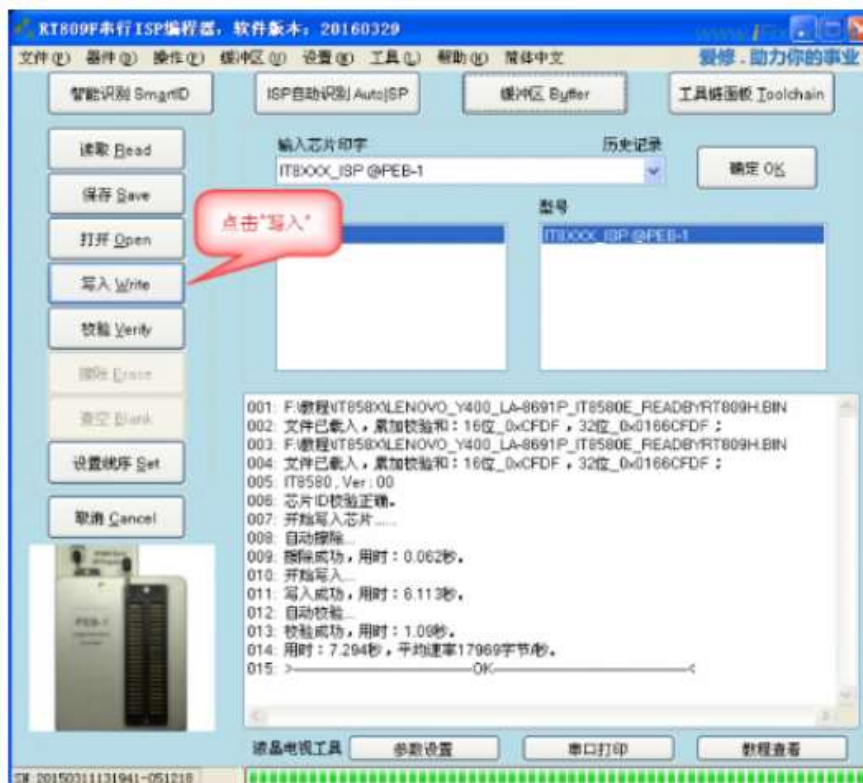 RT809F串行ISP编程器，软件版本：20160329
文件(F) 器件(D) 操作(P) 缓冲区(U) 设置(W) 工具(L) 帮助(H) 简体中文
爱修．助力你的事业
智能识别 SmartID
ISP自动识别 Auto|SP
缓冲区 Buffer
工具链面板 Toolchain
读取 Read
保存 Save
打开 Open
写入 Write
校验 Verify
擦除 Erase
查空 Blank
设置线序 Set
取消 Cancel
输入芯片印字
历史记录
IT8XXX_ISP @PEB-1
确定 OK
点击"写入"
型号
IT8XXX_ISP @PEB-1
001: F:\教程\IT858X\LENOVO_Y400_LA-8691P_IT8580E_READBYRT809H.BIN
002: 文件已载入，累加校验和：16位_0xCFDF，32位_0x0166CFDF；
003: F:\教程\IT858X\LENOVO_Y400_LA-8691P_IT8580E_READBYRT809H.BIN
004: 文件已载入，累加校验和：16位_0xCFDF，32位_0x0166CFDF；
005: IT8580, Ver: 00
006: 芯片ID校验正确。
007: 开始写入芯片......
008: 自动擦除...
009: 擦除成功，用时：0.062秒。
010: 开始写入...
011: 写入成功，用时：6.113秒。
012: 自动校验...
013: 校验成功，用时：1.09秒。
014: 用时：7.294秒，平均速率17969字节/秒。
015: >————————OK————————<
PEB-1
液晶电视工具
参数设置
串口打印
教程查看
SN 20150311131941-051218